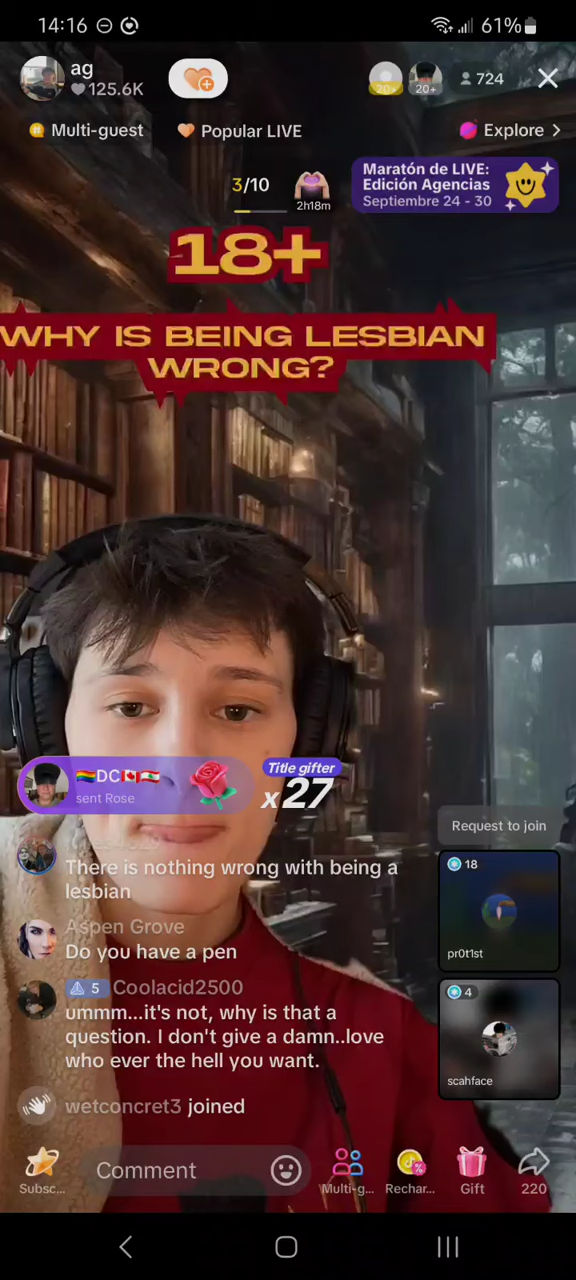 14:16
61%
ag
125.6K
20+
20+
724
Multi-guest
Popular LIVE
Explore
3/10
2h18m
Maratón de LIVE:
Edición Agencias
Septiembre 24 - 30
18+
WHY IS BEING LESBIAN
WRONG?
DC
sent Rose
Title gifter
x27
Request to join
There is nothing wrong with being a
lesbian
Aspen Grove
Do you have a pen
5 Coolacid2500
ummm...it's not, why is that a
question. I don't give a damn..love
who ever the hell you want.
wetconcret3 joined
18
pr0t1st
4
scahface
Comment
Subsc...
Multi-g...
Rechar...
Gift
220